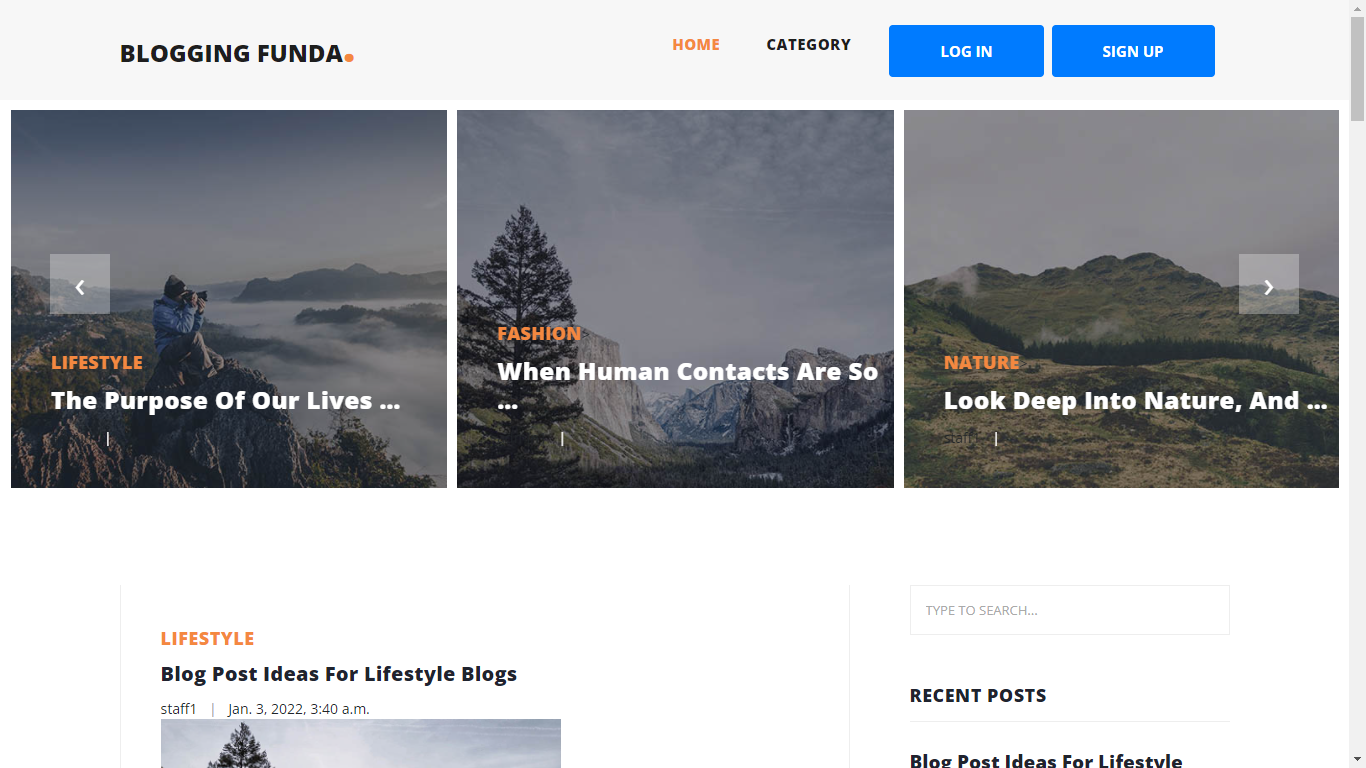 BLOGGING FUNDA.
HOME
CATEGORY
LOG IN
SIGN UP
LIFESTYLE
The Purpose Of Our Lives ...
|
FASHION
When Human Contacts Are So
...
|
NATURE
Look Deep Into Nature, And ...
staff1 |
LIFESTYLE
Blog Post Ideas For Lifestyle Blogs
staff1 | Jan. 3, 2022, 3:40 a.m.
TYPE TO SEARCH...
RECENT POSTS
Blog Post Ideas For Lifestyle